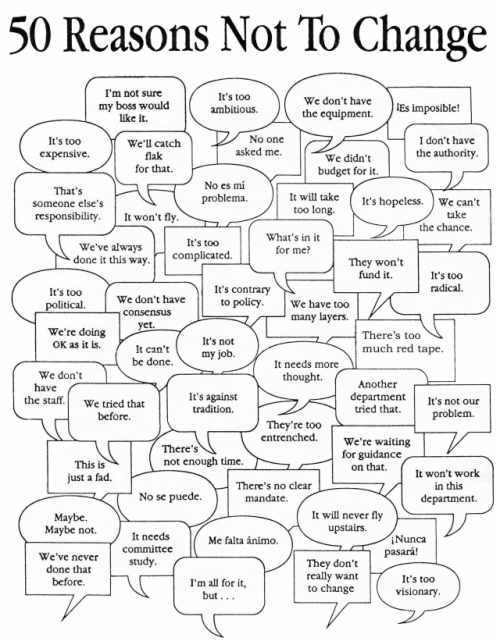 50 Reasons Not To Change
I'm not sure
my boss would
like it.
It's too
ambitious.
We don't have
the equipment.
¡Es imposible!
It's too
expensive.
We'll catch
flak
for that.
No one
asked me.
We didn't
budget for it.
I don't have
the authority.
That's
someone else's
responsibility.
It won't fly.
No es mi
problema.
It will take
too long.
It's hopeless.
We can't
take
the chance.
We've always
done it this way.
It's too
complicated.
What's in it
for me?
They won't
fund it.
It's too
radical.
It's too
political.
We don't have
consensus
yet.
It's contrary
to policy.
We have too
many layers.
We're doing
OK as it is.
It can't
be done.
It's not
my job.
There's too
much red tape.
It needs more
thought.
We don't
have
the staff.
We tried that
before.
It's against
tradition.
Another
department
tried that.
It's not our
problem.
They're too
entrenched.
There's
not enough time.
We're waiting
for guidance
on that.
This is
just a fad.
No se puede.
There's no clear
mandate.
It won't work
in this
department.
Maybe.
Maybe not.
It needs
committee
study.
Me falta ánimo.
It will never fly
upstairs.
¡Nunca
pasará!
We've never
done that
before.
I'm all for it,
but . . .
They don't
really want
to change
It's too
visionary.